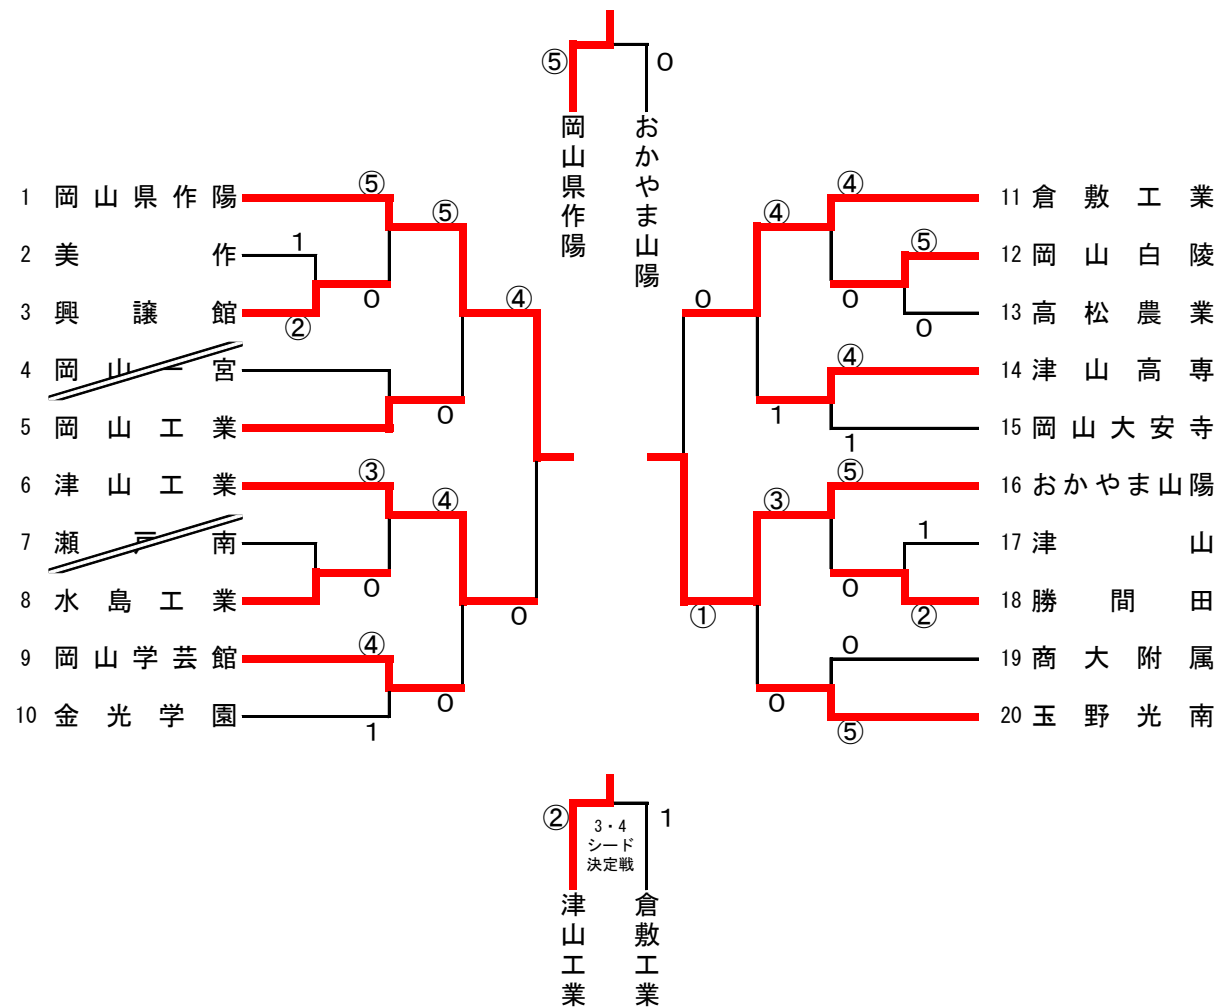 ⑤ 0
岡山県作陽
おかやま山陽
1 岡山県作陽
2 美作
3 興譲館
4 岡山一宮
5 岡山工業
6 津山工業
7 瀬戸南
8 水島工業
9 岡山学芸館
10 金光学園
⑤
1
②
0
⑤
0
④
③
0
④
④
1
0
0
11 倉敷工業
12 岡山白陵
13 高松農業
14 津山高専
15 岡山大安寺
16 おかやま山陽
17 津山
18 勝間田
19 商大附属
20 玉野光南
④
⑤
0
0
④
0
④
1
1
⑤
1
②
0
③
①
0
⑤
0
② 1
3・4
シード
決定戦
津山工業
倉敷工業